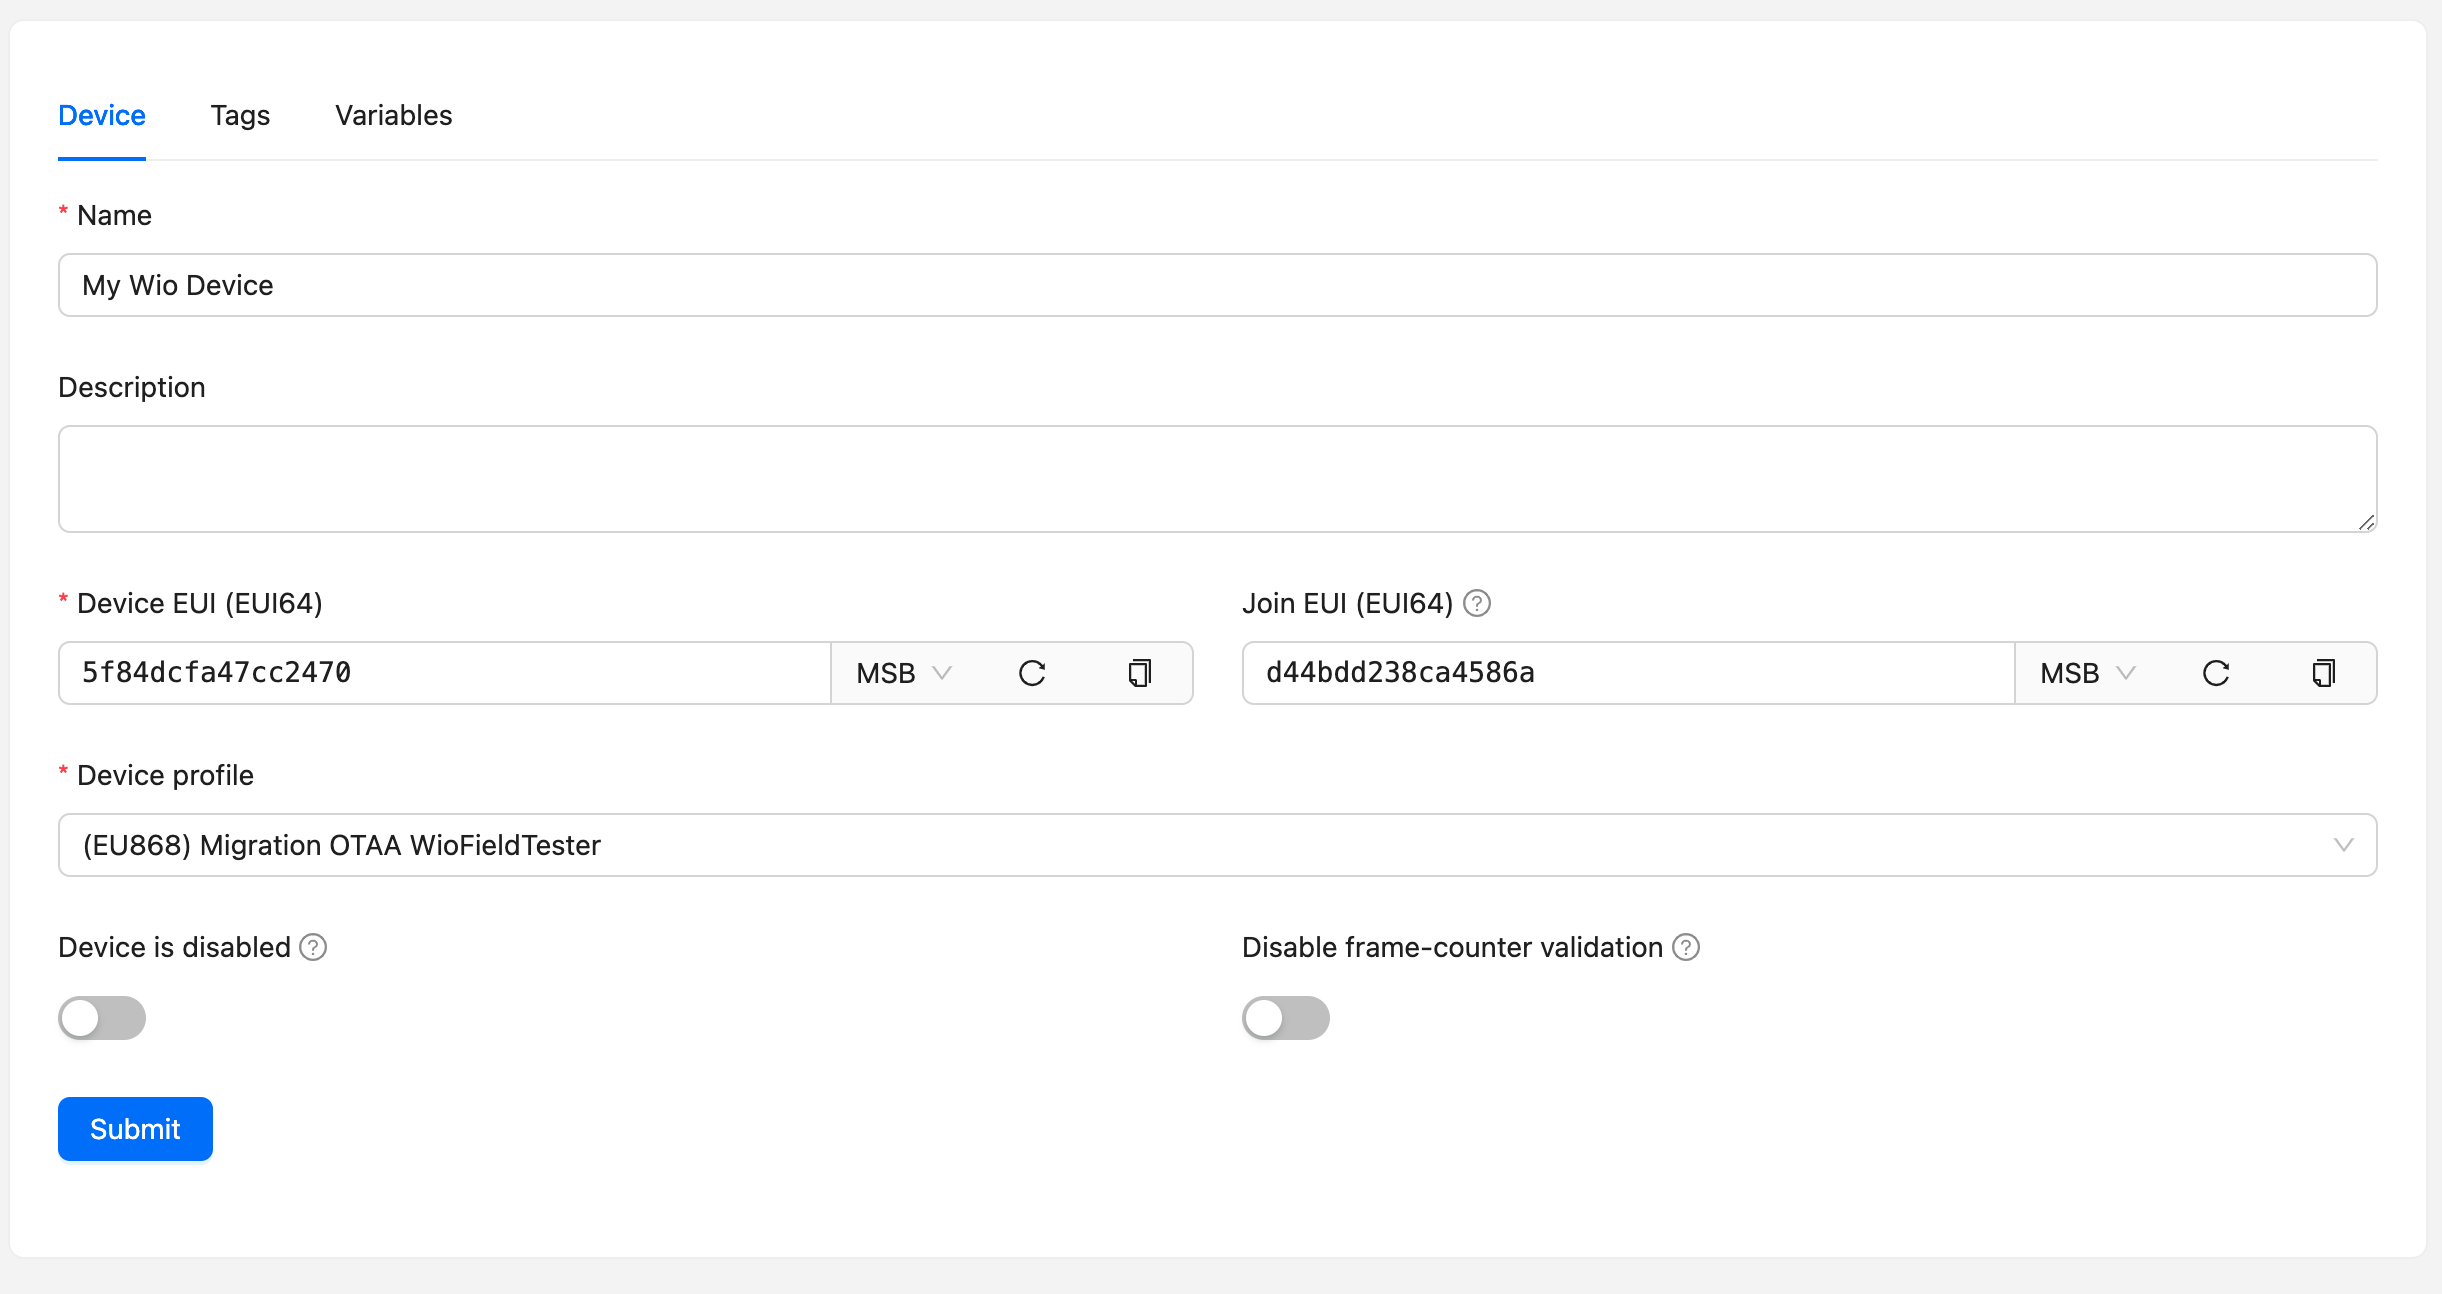 Device Tags Variables
* Name
My Wio Device
Description
* Device EUI (EUI64) Join EUI (EUI64) ?
5f84dcfa47cc2470 MSB d44bdd238ca4586a MSB
* Device profile
(EU868) Migration OTAA WioFieldTester
Device is disabled ? Disable frame-counter validation ?
Submit